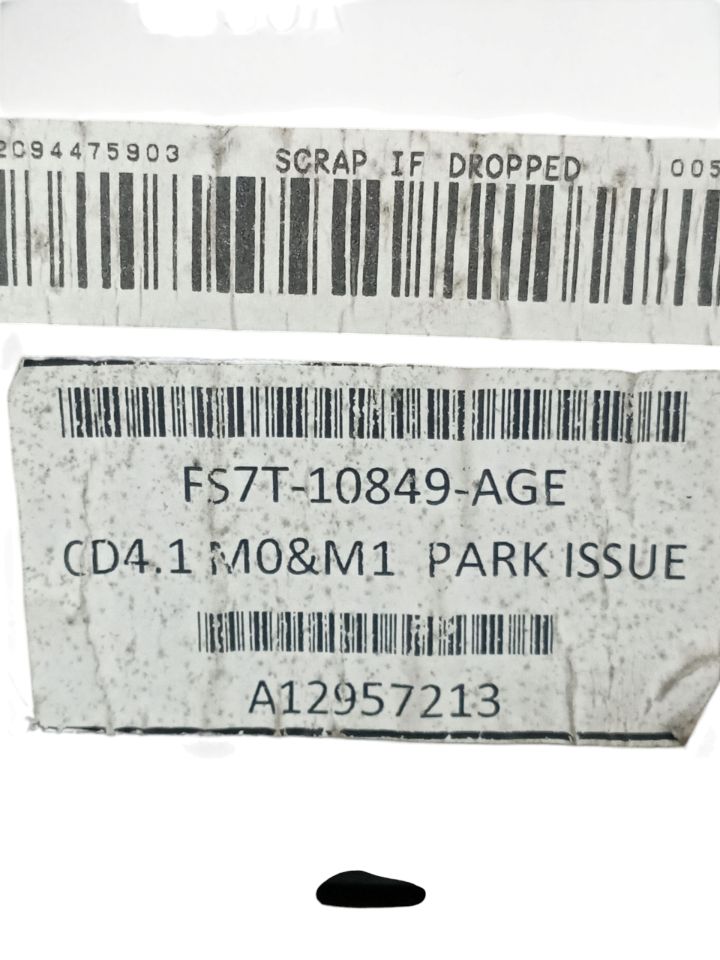 2C94475903 SCRAP IF DROPPED 005
FS7T-10849-AGE
CD4.1 M0&M1 PARK ISSUE
A12957213